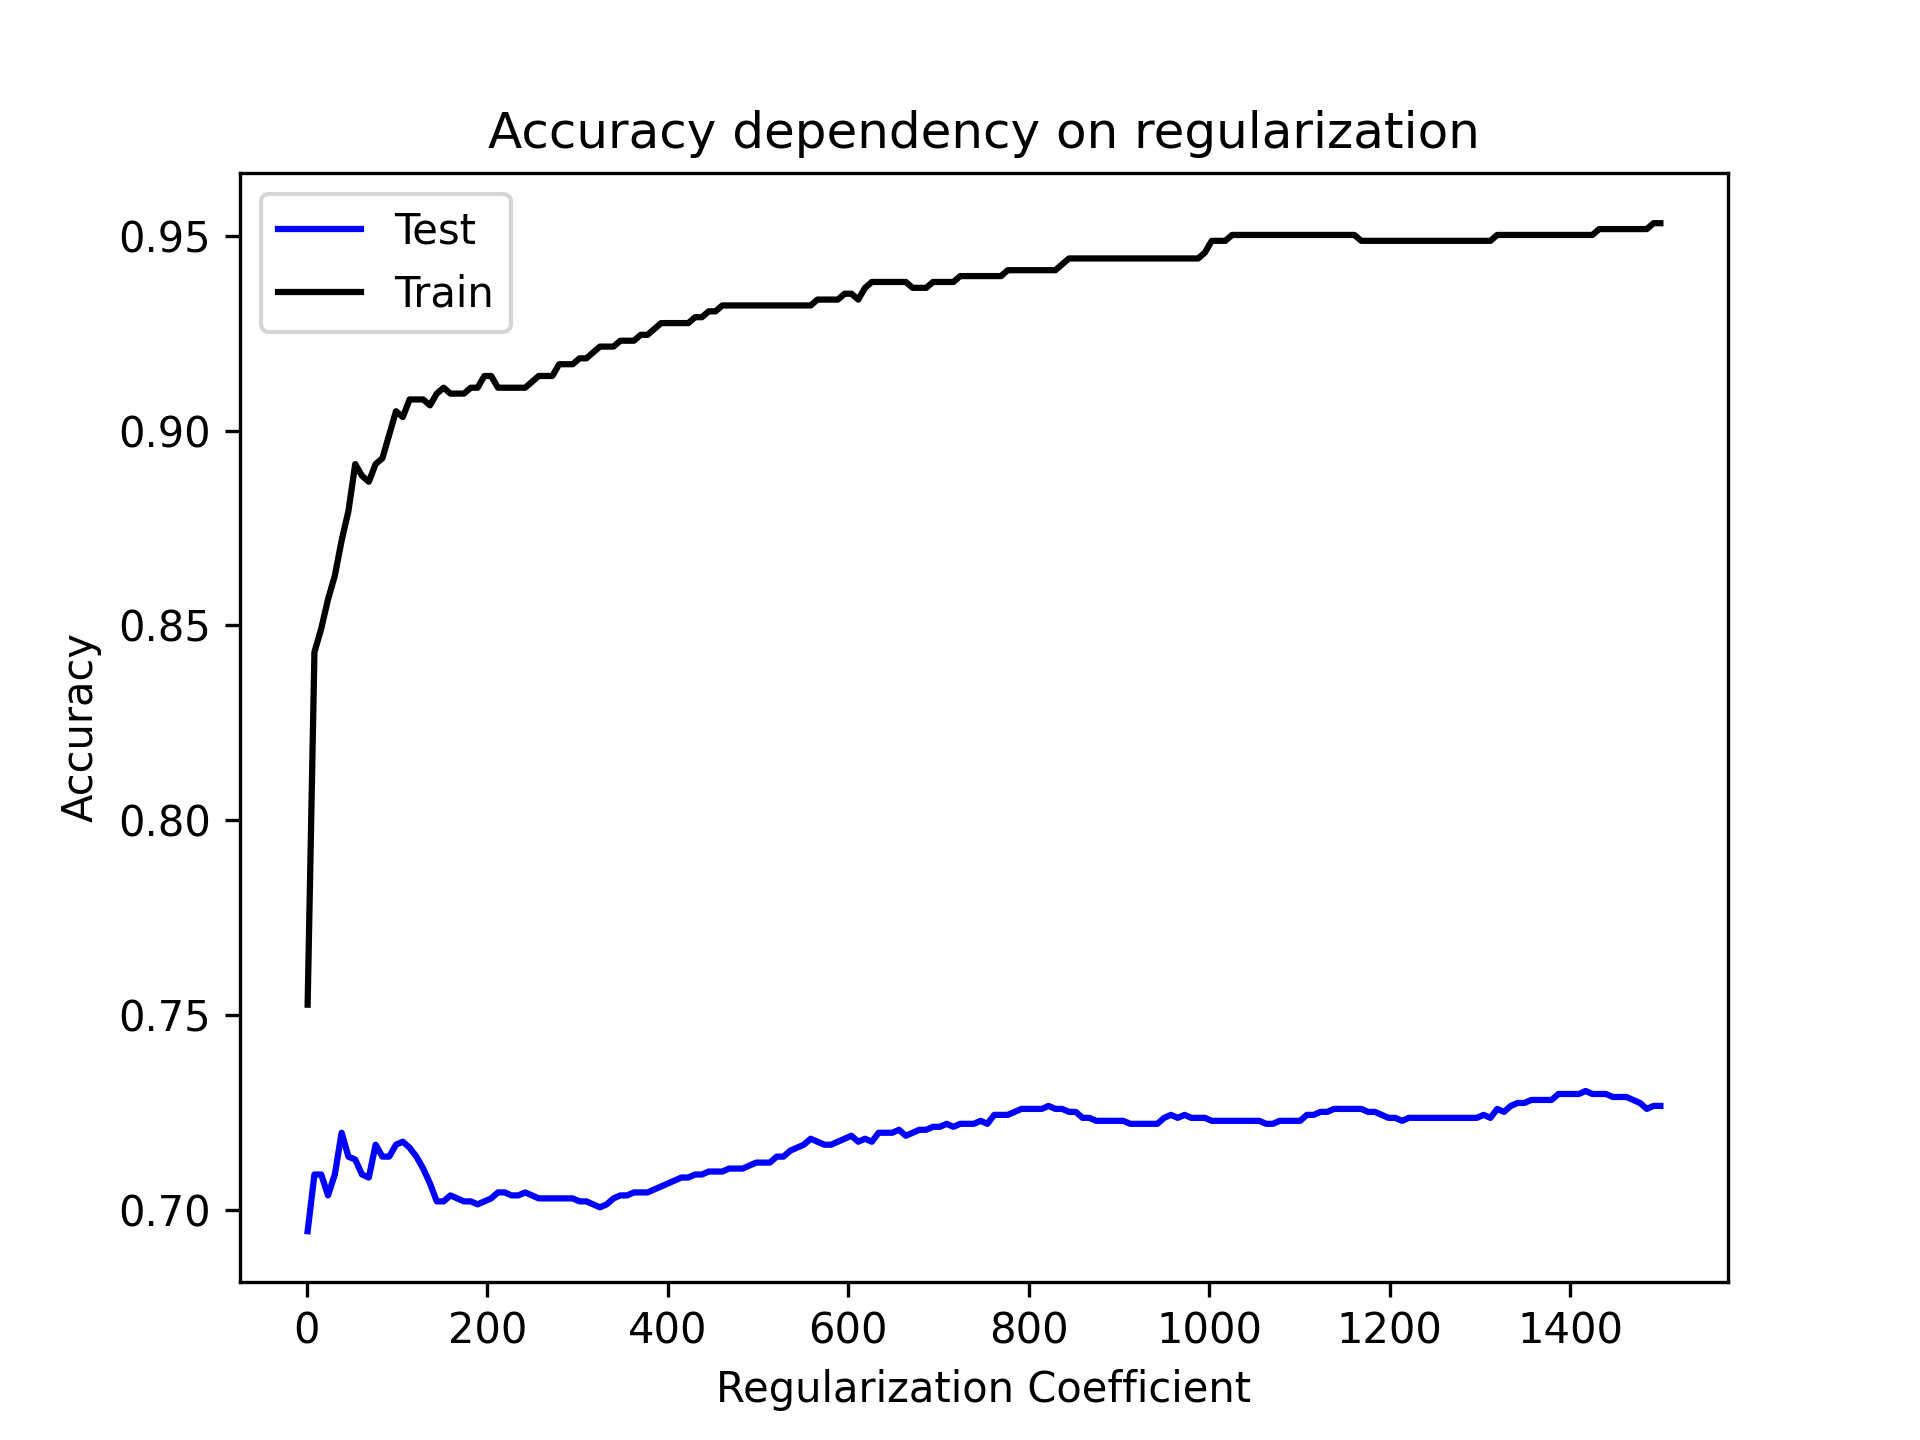 Accuracy dependency on regularization
Test
Train
0.95
0.90
0.85
0.80
0.75
0.70
Accuracy
0 200 400 600 800 1000 1200 1400
Regularization Coefficient